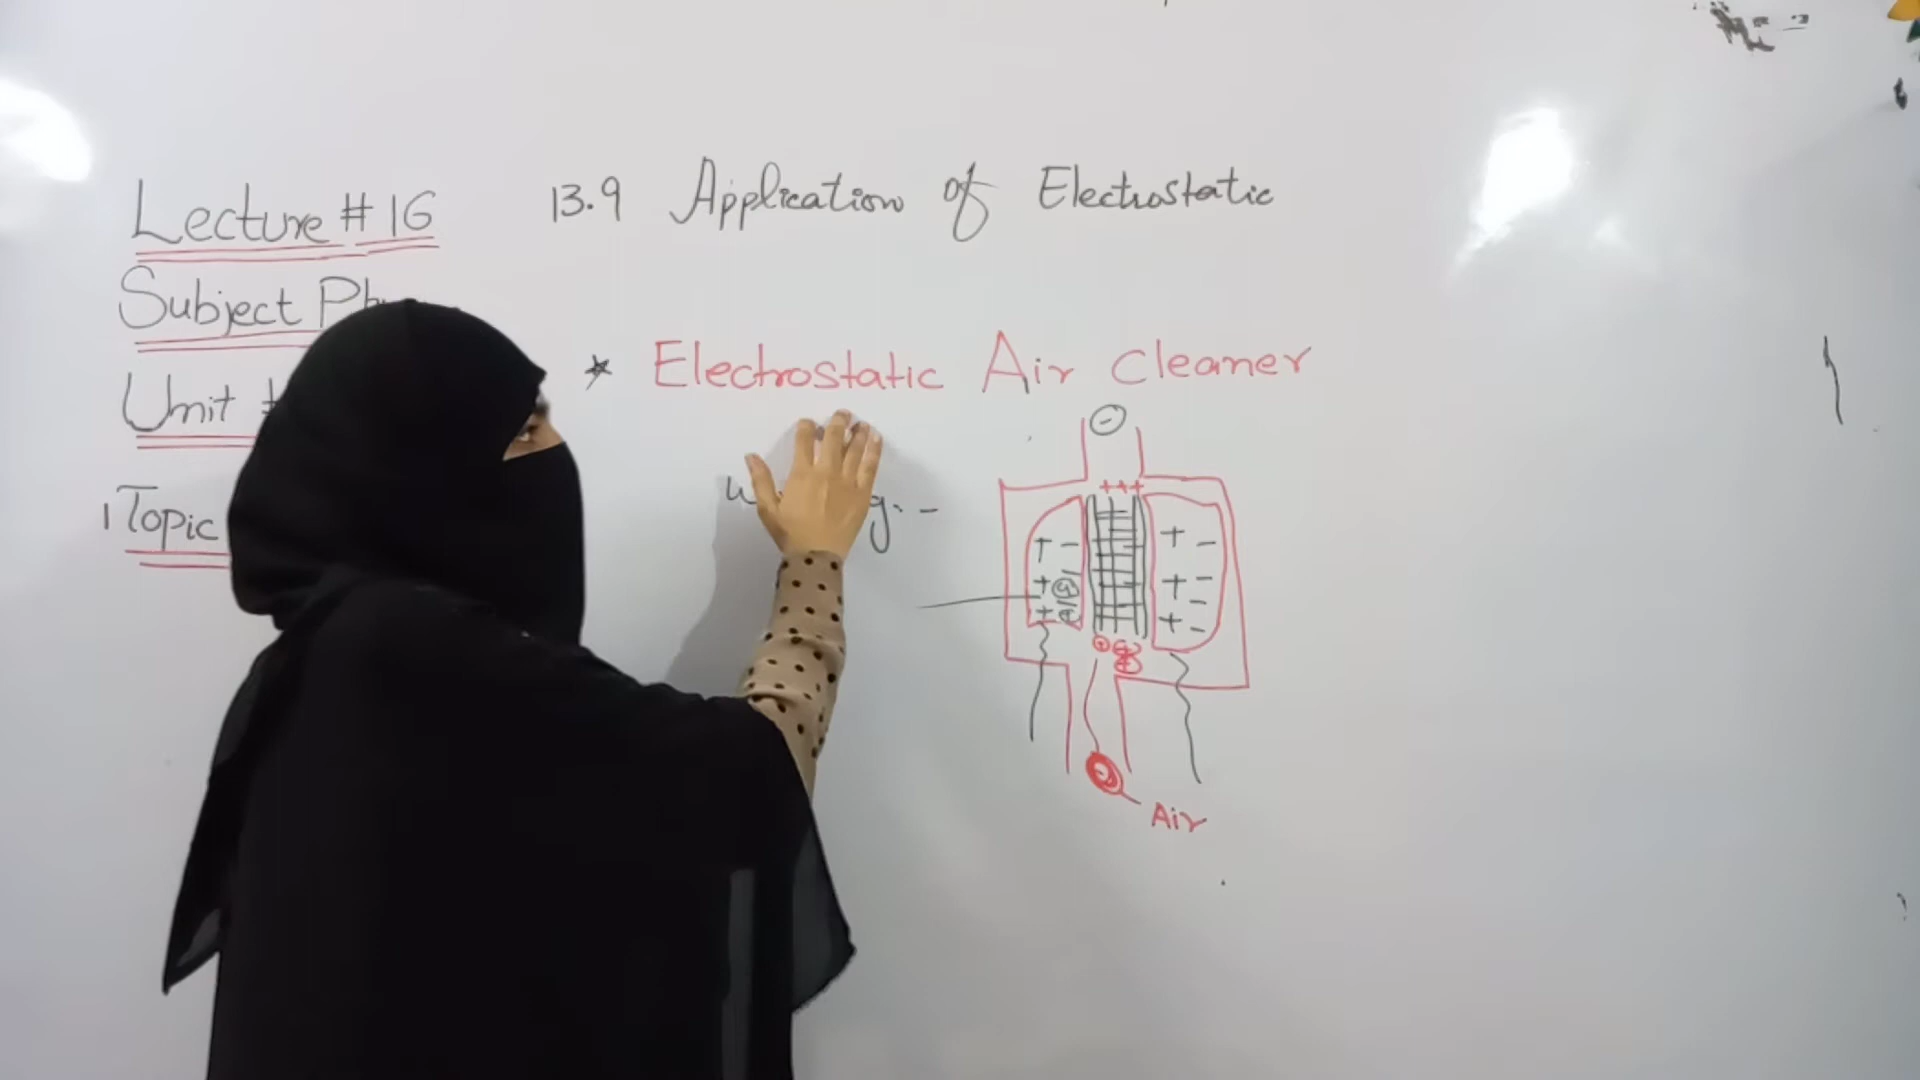 Lecture # 16
Subject
Unit
Topic
13.9 Application of Electrostatic
* Electrostatic Air Cleaner
-
+++
+ -
+ -
+ -
+ -
+ -
+ -
Air